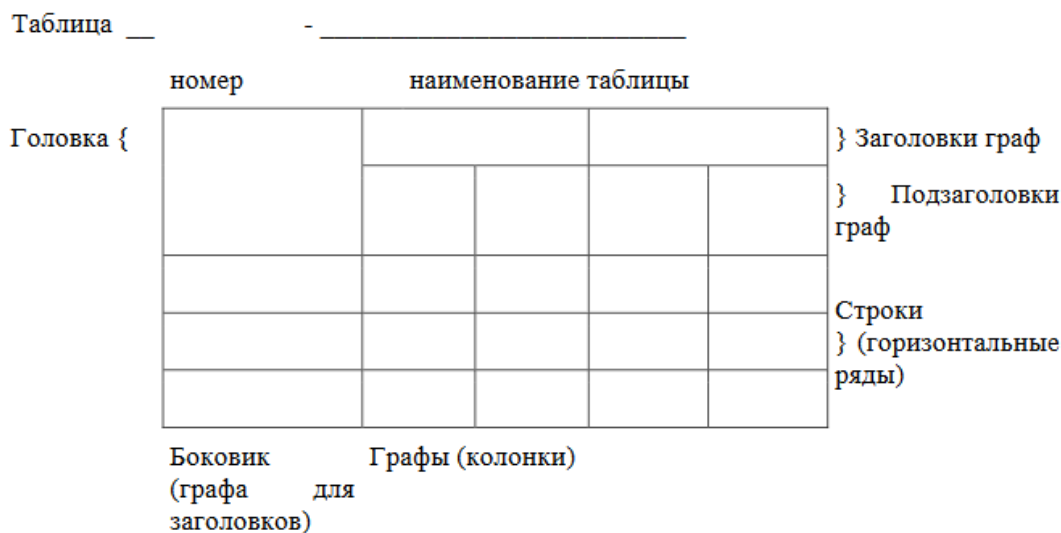 Таблица __ - __________________________
номер наименование таблицы
Головка { } Заголовки граф
} Подзаголовки
граф
Строки
} (горизонтальные
ряды)
Боковик Графы (колонки)
(графа для
заголовков)